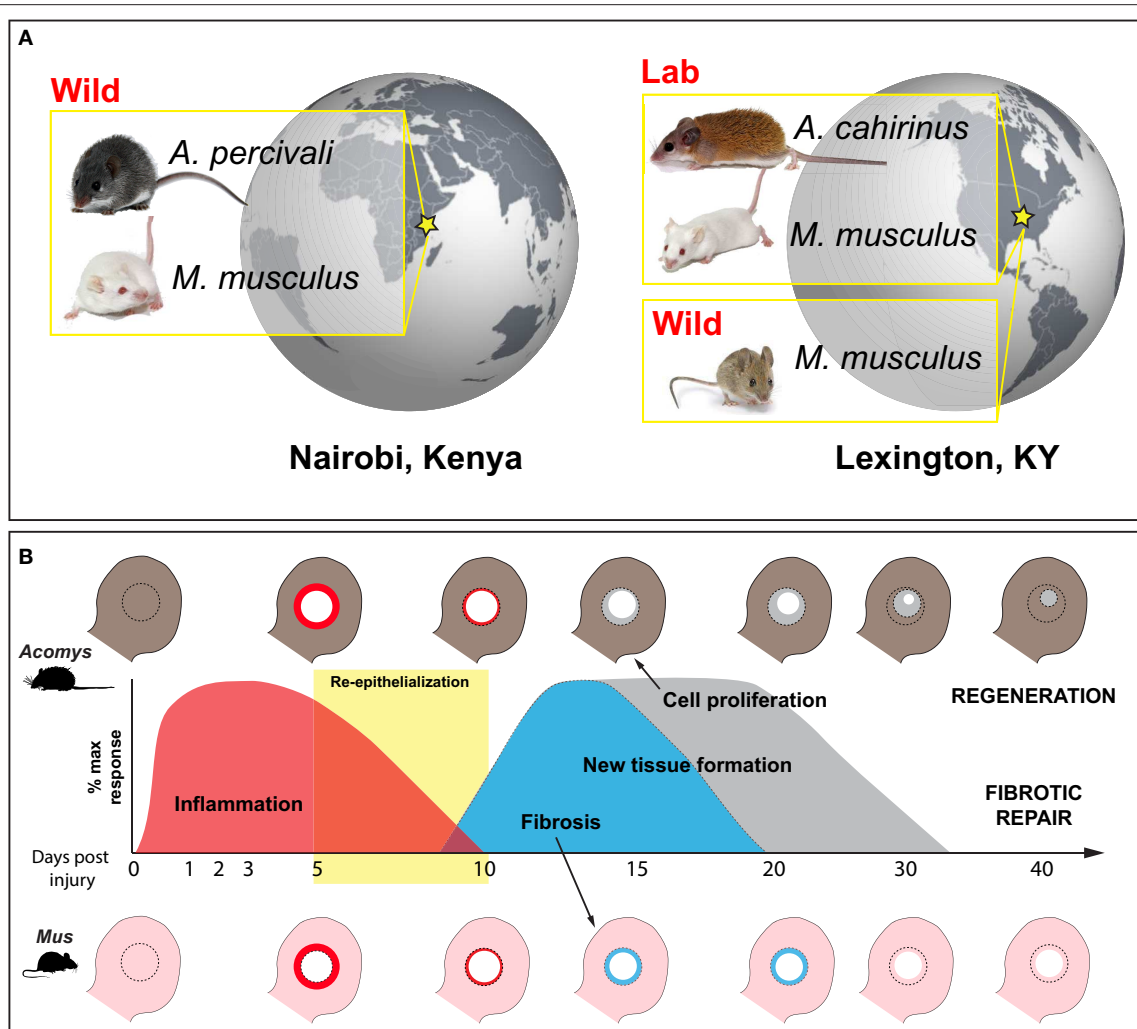 A
Wild
A. percivali
M. musculus
Nairobi, Kenya
Lab
A. cahirinus
M. musculus
Wild
M. musculus
Lexington, KY
B
Acomys
Re-epithelialization
Cell proliferation
REGENERATION
% max
response
Inflammation
New tissue formation
Fibrosis
FIBROTIC
REPAIR
Days post
injury
0 1 2 3 5 10 15 20 30 40
Mus